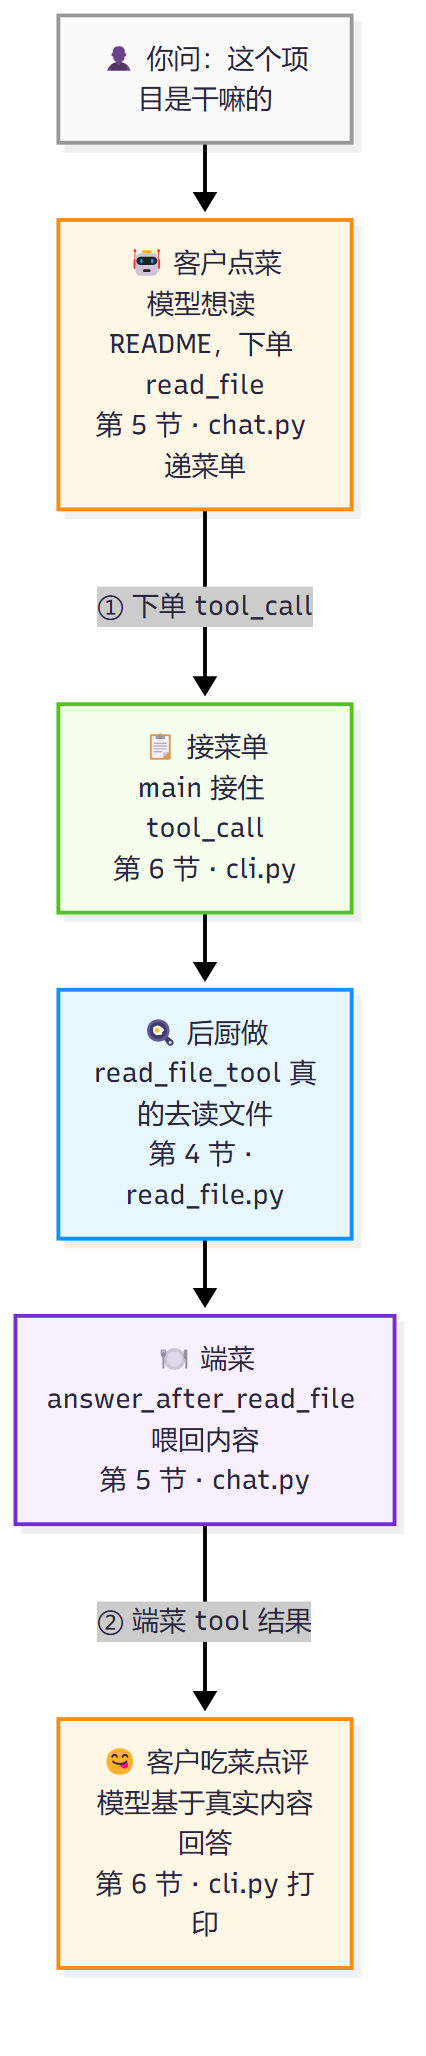 👤 你问：这个项
目是干嘛的
🤖 客户点菜
模型想读
README，下单
read_file
第 5 节 · chat.py
递菜单
① 下单 tool_call
📋 接菜单
main 接住
tool_call
第 6 节 · cli.py
🍳 后厨做
read_file_tool 真
的去读文件
第 4 节 ·
read_file.py
🍽️ 端菜
answer_after_read_file
喂回内容
第 5 节 · chat.py
② 端菜 tool 结果
😋 客户吃菜点评
模型基于真实内容
回答
第 6 节 · cli.py 打
印